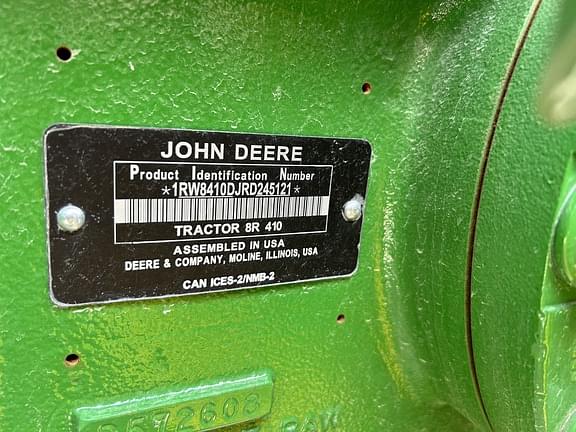 JOHN DEERE
Product Identification Number
*1RW8410DJRD245121*
TRACTOR 8R 410
ASSEMBLED IN USA
DEERE & COMPANY, MOLINE, ILLINOIS, USA
CAN ICES-2/NMB-2
R572608